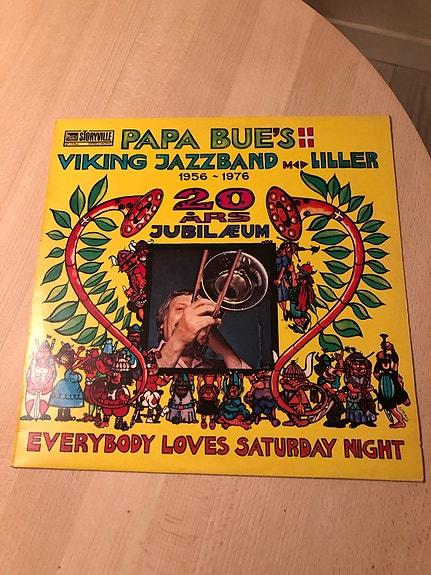 STORYVILLE
PAPA BUE'S
VIKING JAZZBAND MED LILLER
1956 ~ 1976
20
ÅRS
JUBILÆUM
EVERYBODY LOVES SATURDAY NIGHT